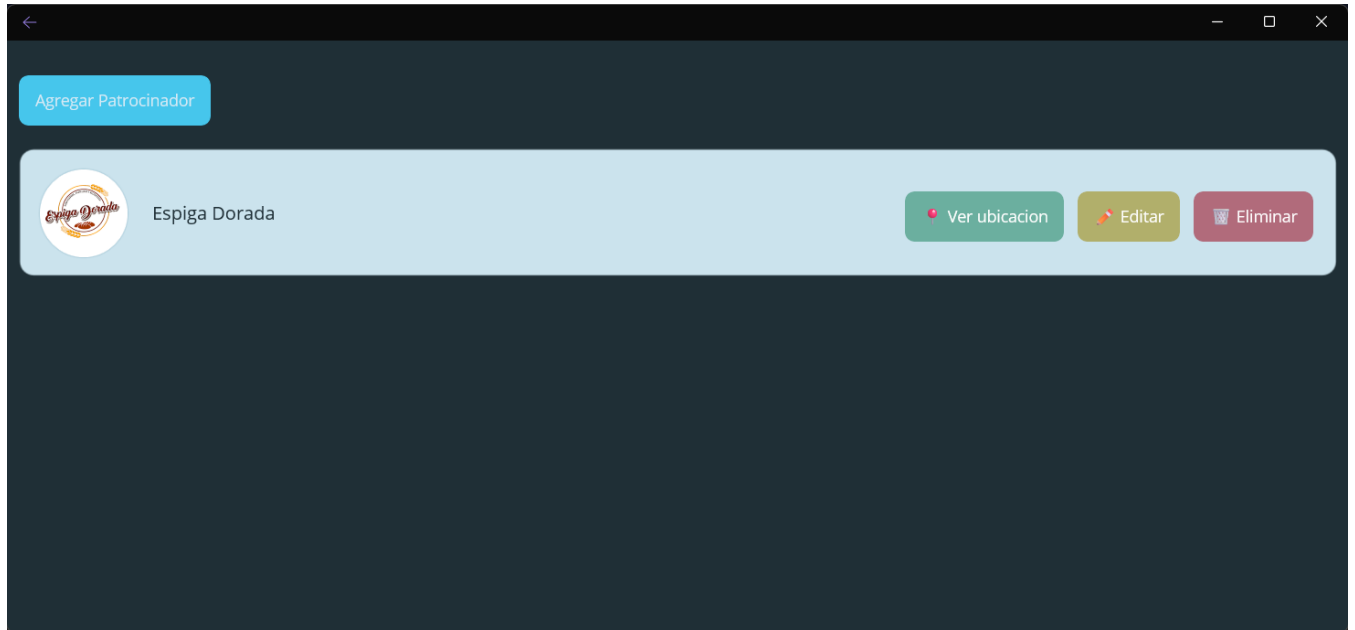 Agregar Patrocinador
Espiga Dorada
Espiga Dorada
Ver ubicacion
Editar
Eliminar